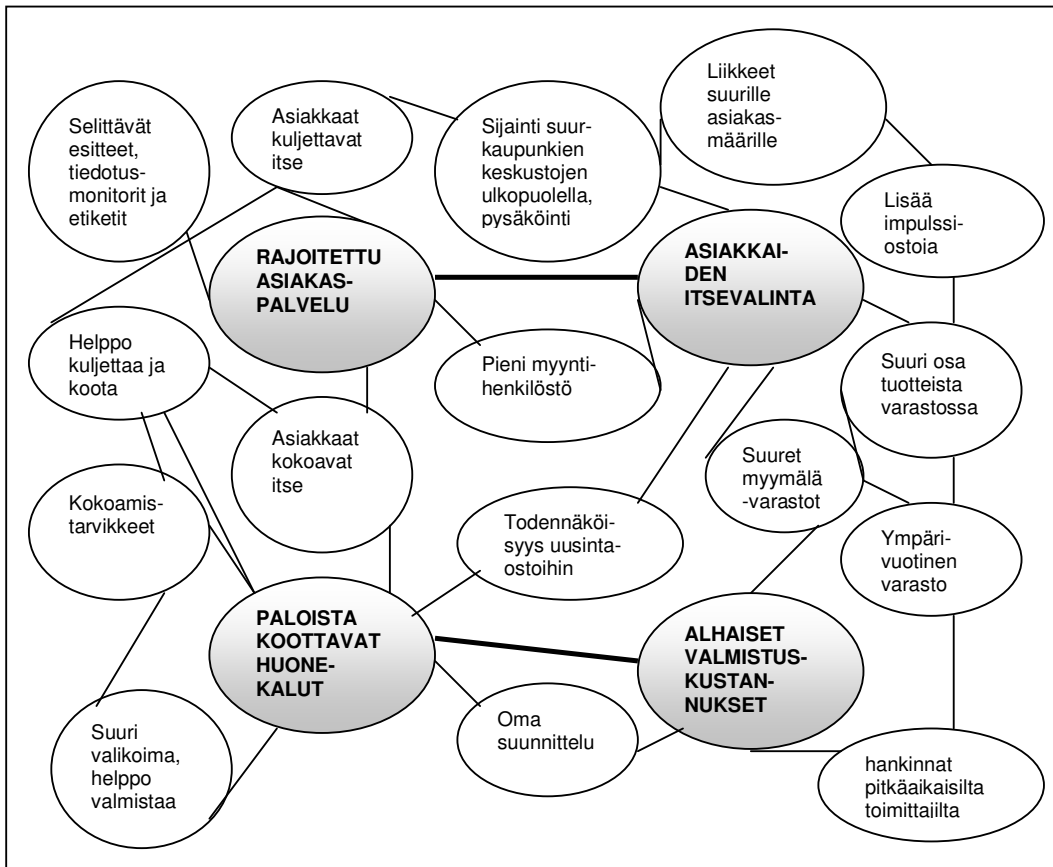 Liikkeet
suurille
asiakas-
määrille
Selittävät
esitteet,
tiedotus-
monitorit ja
etiketit
Asiakkaat
kuljettavat
itse
Sijainti suur-
kaupunkien
keskustojen
ulkopuolella,
pysäköinti
Lisää
impulssi-
ostoja
RAJOITETTU
ASIAKAS-
PALVELU
ASIAKKAI-
DEN
ITSEVALINTA
Helppo
kuljettaa ja
koota
Pieni myynti-
henkilöstö
Suuri osa
tuotteista
varastossa
Asiakkaat
kokoavat
itse
Suuret
myymälä
-varastot
Kokoamis-
tarvikkeet
Todennäköi-
syys uusinta-
ostoihin
Ympäri-
vuotinen
varasto
PALOISTA
KOOTTAVAT
HUONE-
KALUT
ALHAISET
VALMISTUS-
KUSTAN-
NUKSET
Suuri
valikoima,
helppo
valmistaa
Oma
suunnittelu
hankinnat
pitkäaikaisilta
toimittajilta